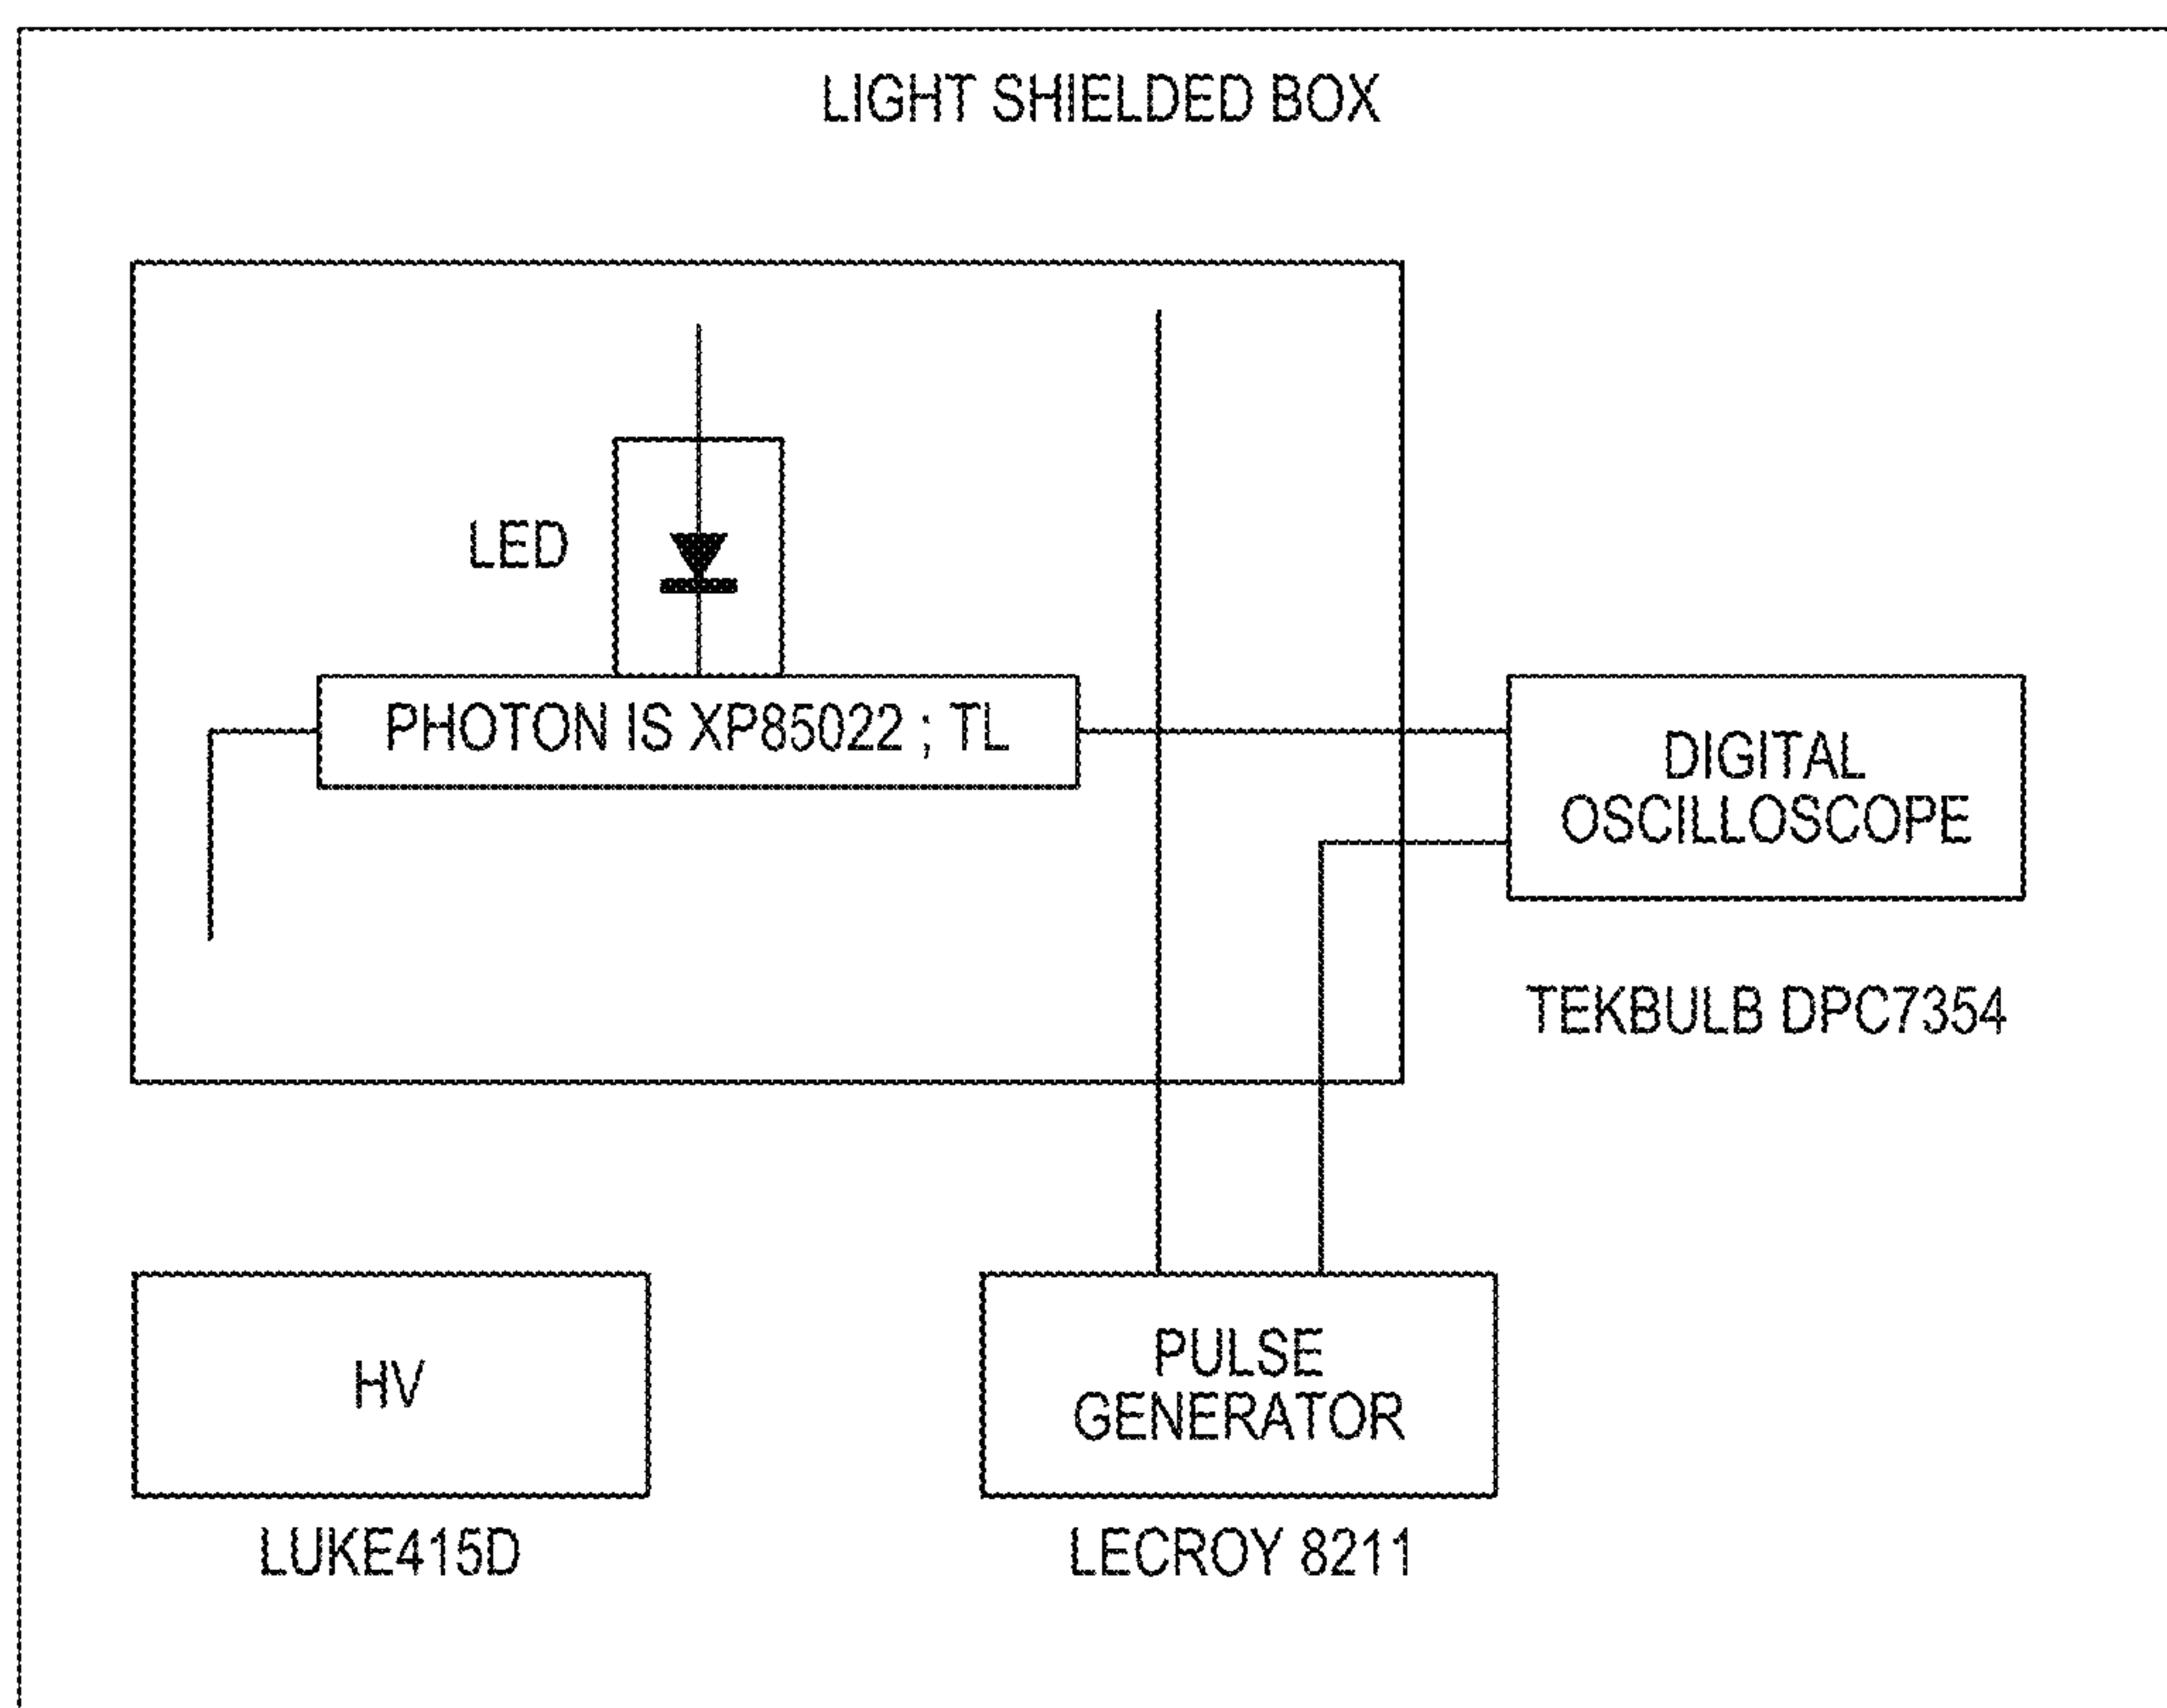 LIGHT SHIELDED BOX
LED
PHOTON IS XP85022 ; TL
DIGITAL
OSCILLOSCOPE
TEKBULB DPC7354
HV
LUKE415D
PULSE
GENERATOR
LECROY 8211